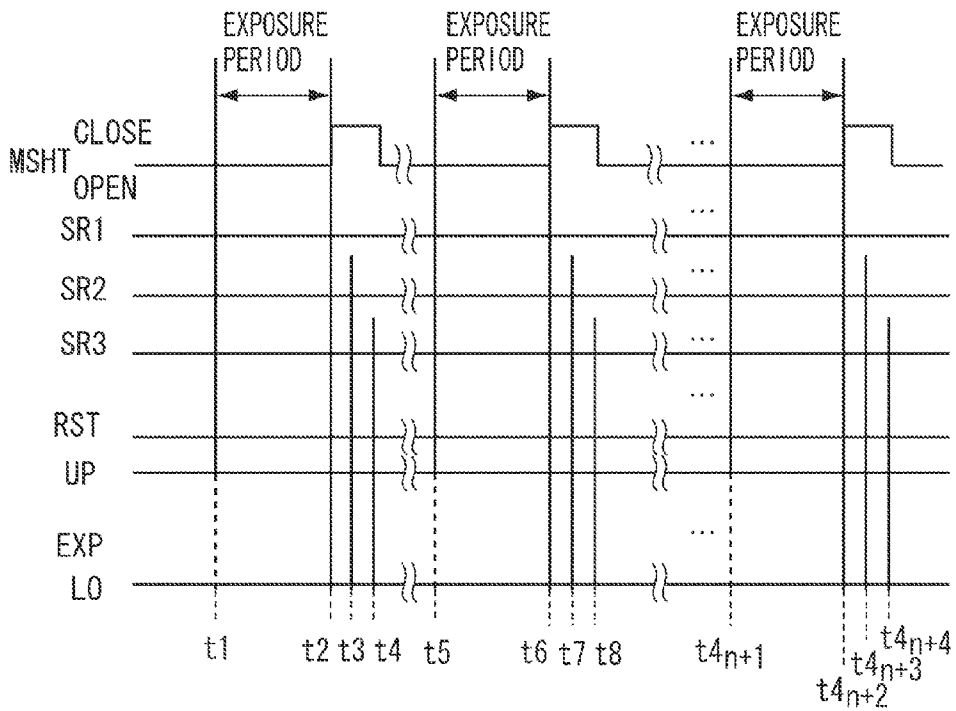 EXPOSURE PERIOD EXPOSURE PERIOD EXPOSURE PERIOD
MSHT CLOSE
OPEN
...
SR1
...
SR2
...
SR3
...
RST
...
UP
EXP
...
LO
t1 t2 t3 t4 t5 t6 t7 t8 t4n+1 t4n+2 t4n+3 t4n+4